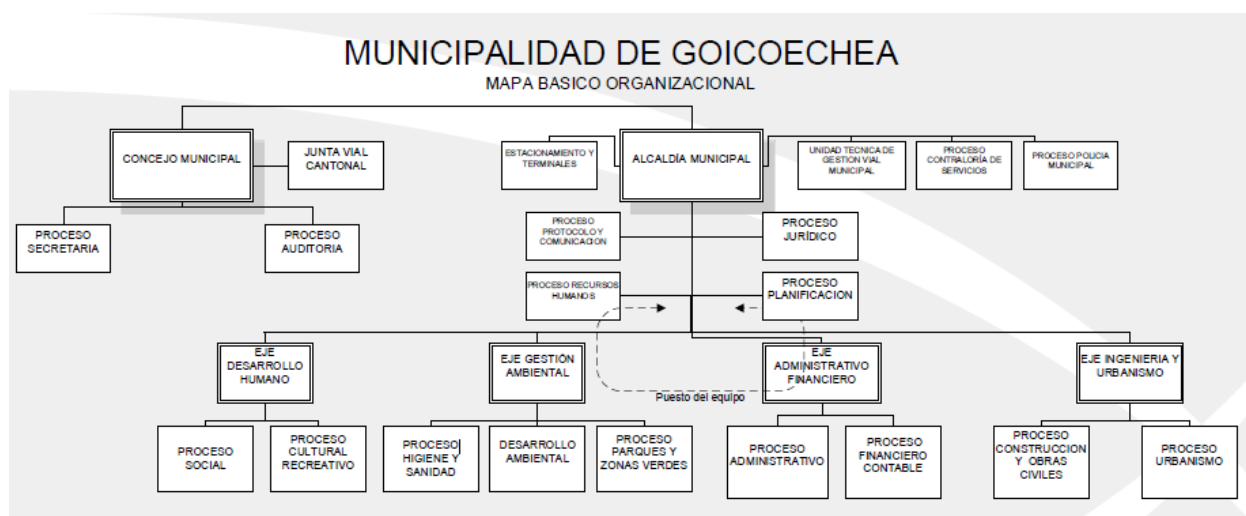 MUNICIPALIDAD DE GOICOECHEA
MAPA BASICO ORGANIZACIONAL
CONCEJO MUNICIPAL
JUNTA VIAL
CANTONAL
ESTACIONAMIENTO Y
TERMINALES
ALCALDÍA MUNICIPAL
UNIDAD TECNICA DE
GESTION VIAL
MUNICIPAL
PROCESO
CONTRALORÍA DE
SERVICIOS
PROCESO POLICIA
MUNICIPAL
PROCESO
SECRETARIA
PROCESO
AUDITORIA
PROCESO
PROTOCOLO Y
COMUNICACION
PROCESO
JURÍDICO
PROCESO RECURSOS
HUMANOS
PROCESO
PLANIFICACION
EJE
DESARROLLO
HUMANO
EJE GESTIÓN
AMBIENTAL
EJE
ADMINISTRATIVO
FINANCIERO
EJE INGENIERIA Y
URBANISMO
Puesto del equipo
PROCESO
SOCIAL
PROCESO
CULTURAL
RECREATIVO
PROCESO
HIGIENE Y
SANIDAD
DESARROLLO
AMBIENTAL
PROCESO
PARQUES Y
ZONAS VERDES
PROCESO
ADMINISTRATIVO
PROCESO
FINANCIERO
CONTABLE
PROCESO
CONSTRUCCION
Y OBRAS
CIVILES
PROCESO
URBANISMO